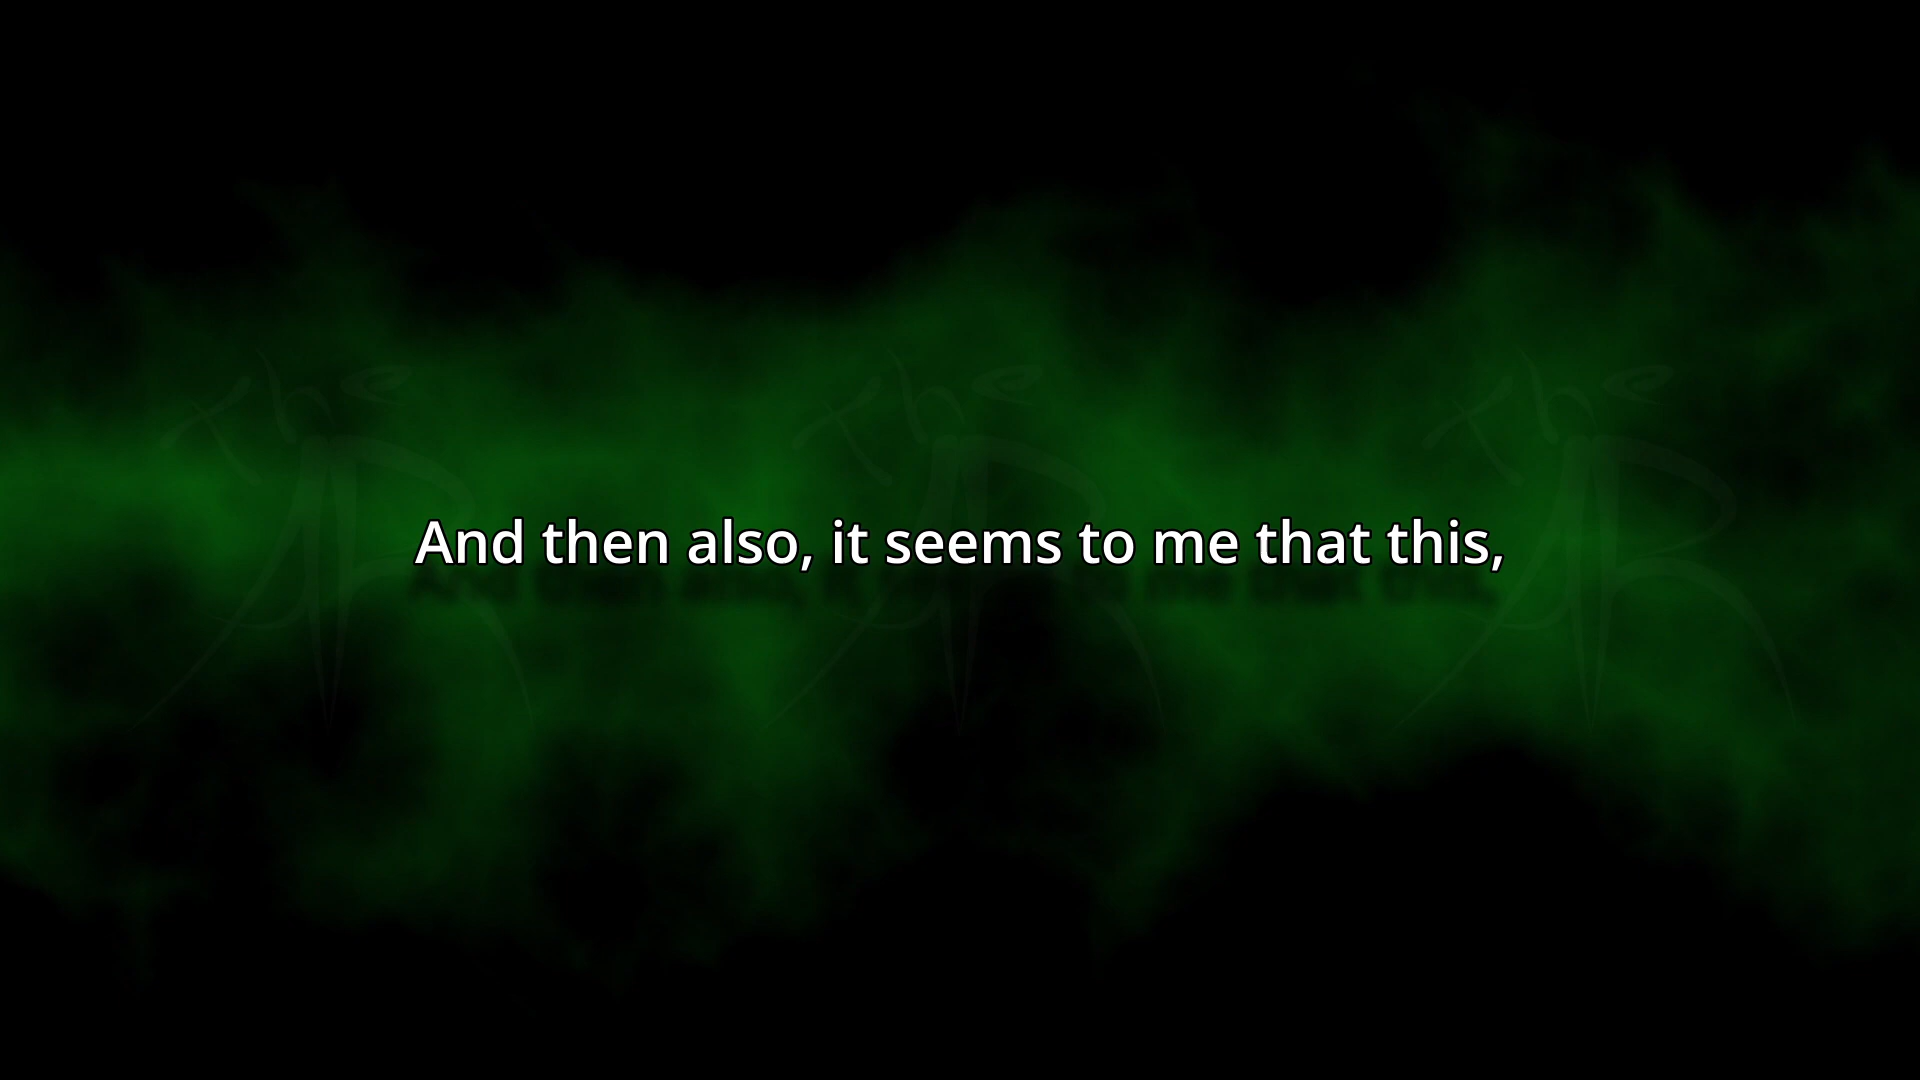 And then also, it seems to me that this,